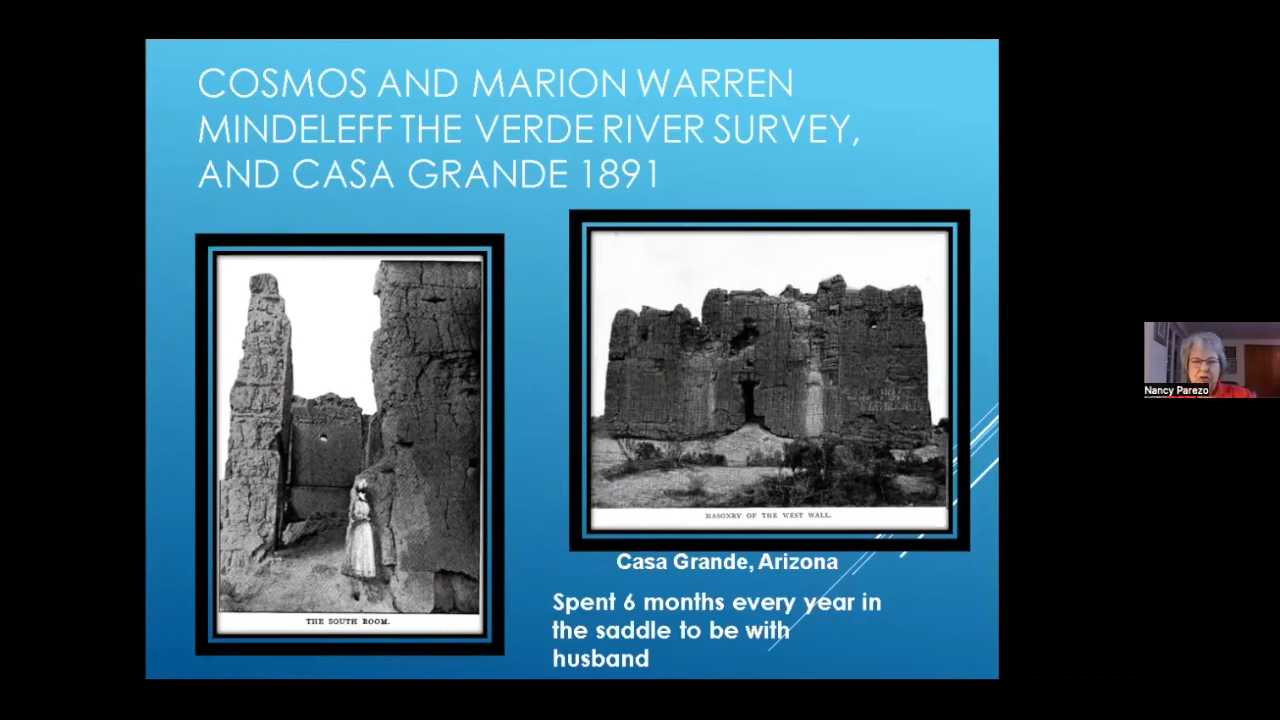 COSMOS AND MARION WARREN
MINDELEFF THE VERDE RIVER SURVEY,
AND CASA GRANDE 1891
THE SOUTH ROOM.
MASONRY OF THE WEST WALL.
Casa Grande, Arizona
Spent 6 months every year in
the saddle to be with
husband
Nancy Parezo